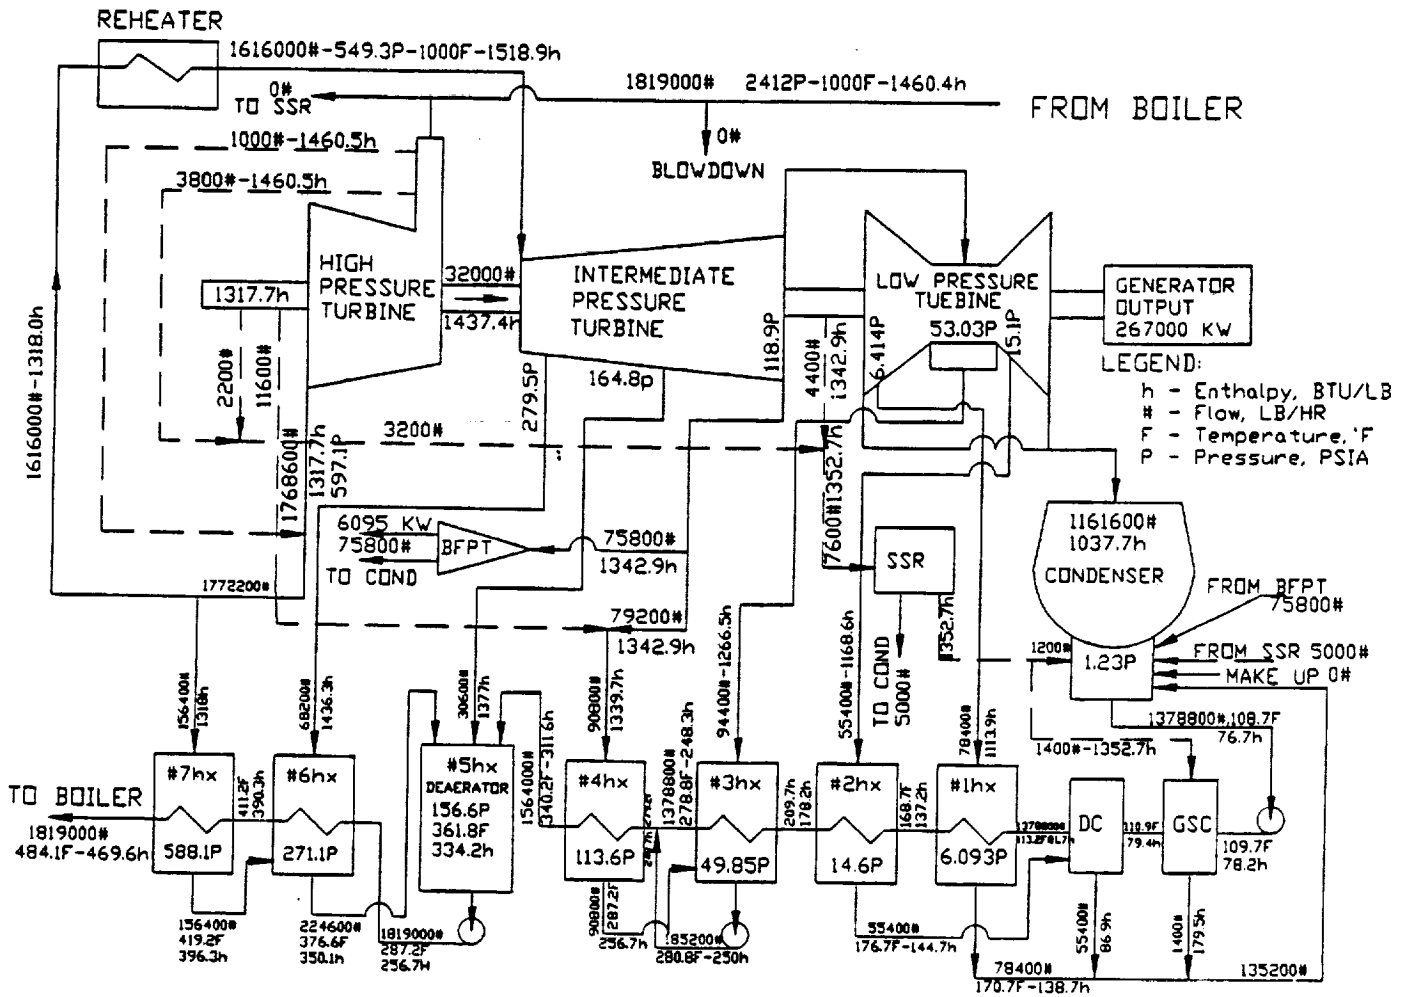 REHEATER
1616000#-549.3P-1000F-1518.9h
0#
TO SSR
1819000# 2412P-1000F-1460.4h
FROM BOILER
0#
BLOWDOWN
1000#-1460.5h
3800#-1460.5h
HIGH
PRESSURE
TURBINE
1317.7h
32000#
1437.4h
INTERMEDIATE
PRESSURE
TURBINE
LOW PRESSURE
TUEBINE
53.03P
6.414P
15.1P
118.9P
GENERATOR
OUTPUT
267000 KW
LEGEND:
h - Enthalpy, BTU/LB
# - Flow, LB/HR
F - Temperature, 'F
P - Pressure, PSIA
1616000#-1318.0h
2200#
11600#
279.5P
164.8p
4400#
1342.9h
3200#
1768600#
1317.7h
597.1P
7600#1352.7h
6095 KW
75800#
TO COND
BFPT
75800#
1342.9h
SSR
1161600#
1037.7h
CONDENSER
FROM BFPT
75800#
1772200#
79200#
1342.9h
1352.7h
1200#
1.23P
FROM SSR 5000#
MAKE UP 0#
TO COND
5000#
156400#
1318h
68200#
1436.3h
30600#
1377h
90800#
1339.7h
94400#-1266.5h
55400#-1168.6h
78400#
1113.9h
1378800#,108.7F
76.7h
1400#-1352.7h
TO BOILER
1819000#
484.1F-469.6h
#7hx
588.1P
411.2F
390.3h
#6hx
271.1P
#5hx
DEAERATOR
156.6P
361.8F
334.2h
1564000#
340.2F-311.6h
#4hx
113.6P
1378800#
278.8F-248.3h
#3hx
49.85P
209.7h
178.2h
#2hx
14.6P
168.7F
137.2h
#1hx
6.093P
1378800#
DC
110.9F
79.4h
GSC
109.7F
78.2h
156400#
419.2F
396.3h
224600#
376.6F
350.1h
1819000#
287.2F
256.7H
90800#
287.2F
256.7h
185200#
280.8F-250h
55400#
176.7F-144.7h
55400#
86.9h
1400#
179.5h
78400#
170.7F-138.7h
135200#